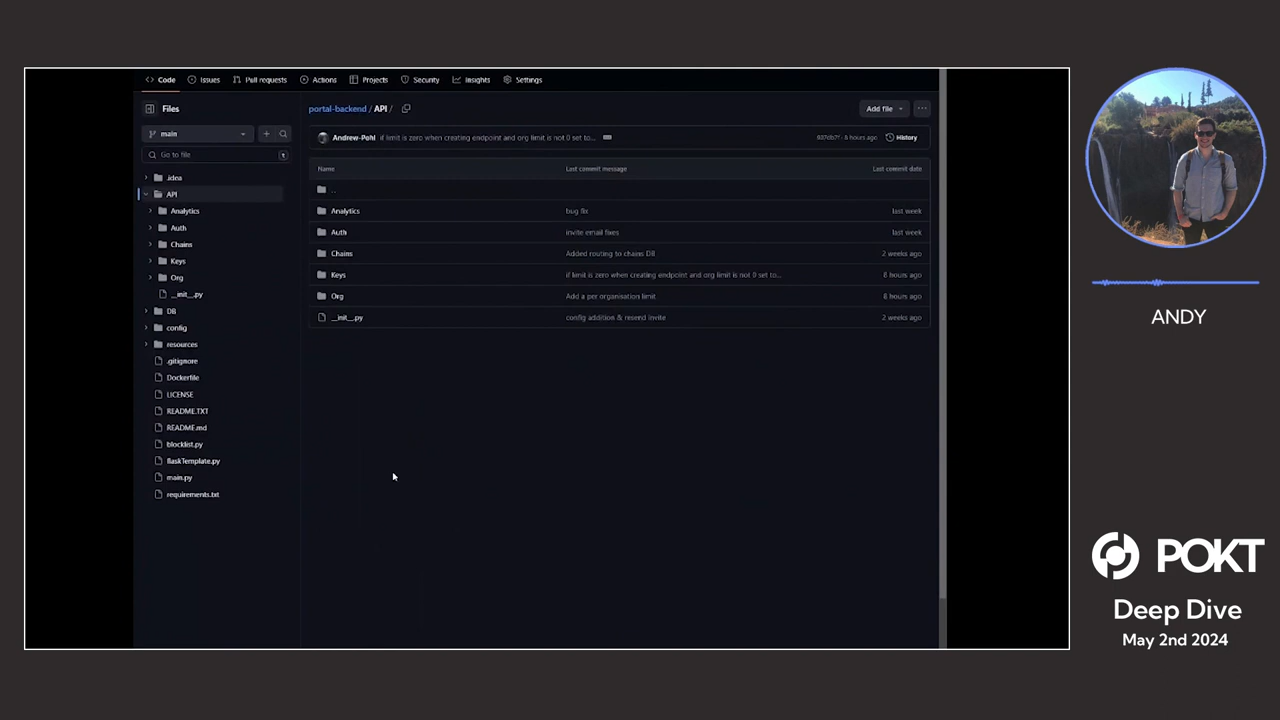 Code Issues Pull requests Actions Projects Security Insights Settings
Files
portal-backend / API /
Add file
main
Andrew-Pohl if limit is zero when creating endpoint and org limit is not 0 set to...
8 hours ago
History
Go to file
t
Name Last commit message Last commit date
.idea
API
..
Analytics
Analytics bug fix last week
Auth
Auth invite email fixes last week
Chains
Chains Added routing to chains DB 2 weeks ago
Keys
Keys if limit is zero when creating endpoint and org limit is not 0 set to... 8 hours ago
Org
Org Add a per organisation limit 8 hours ago
__init__.py
__init__.py config addition & resend invite 2 weeks ago
DB
config
resources
.gitignore
Dockerfile
LICENSE
README.TXT
README.md
blocklist.py
flaskTemplate.py
main.py
requirements.txt
ANDY
POKT
Deep Dive
May 2nd 2024